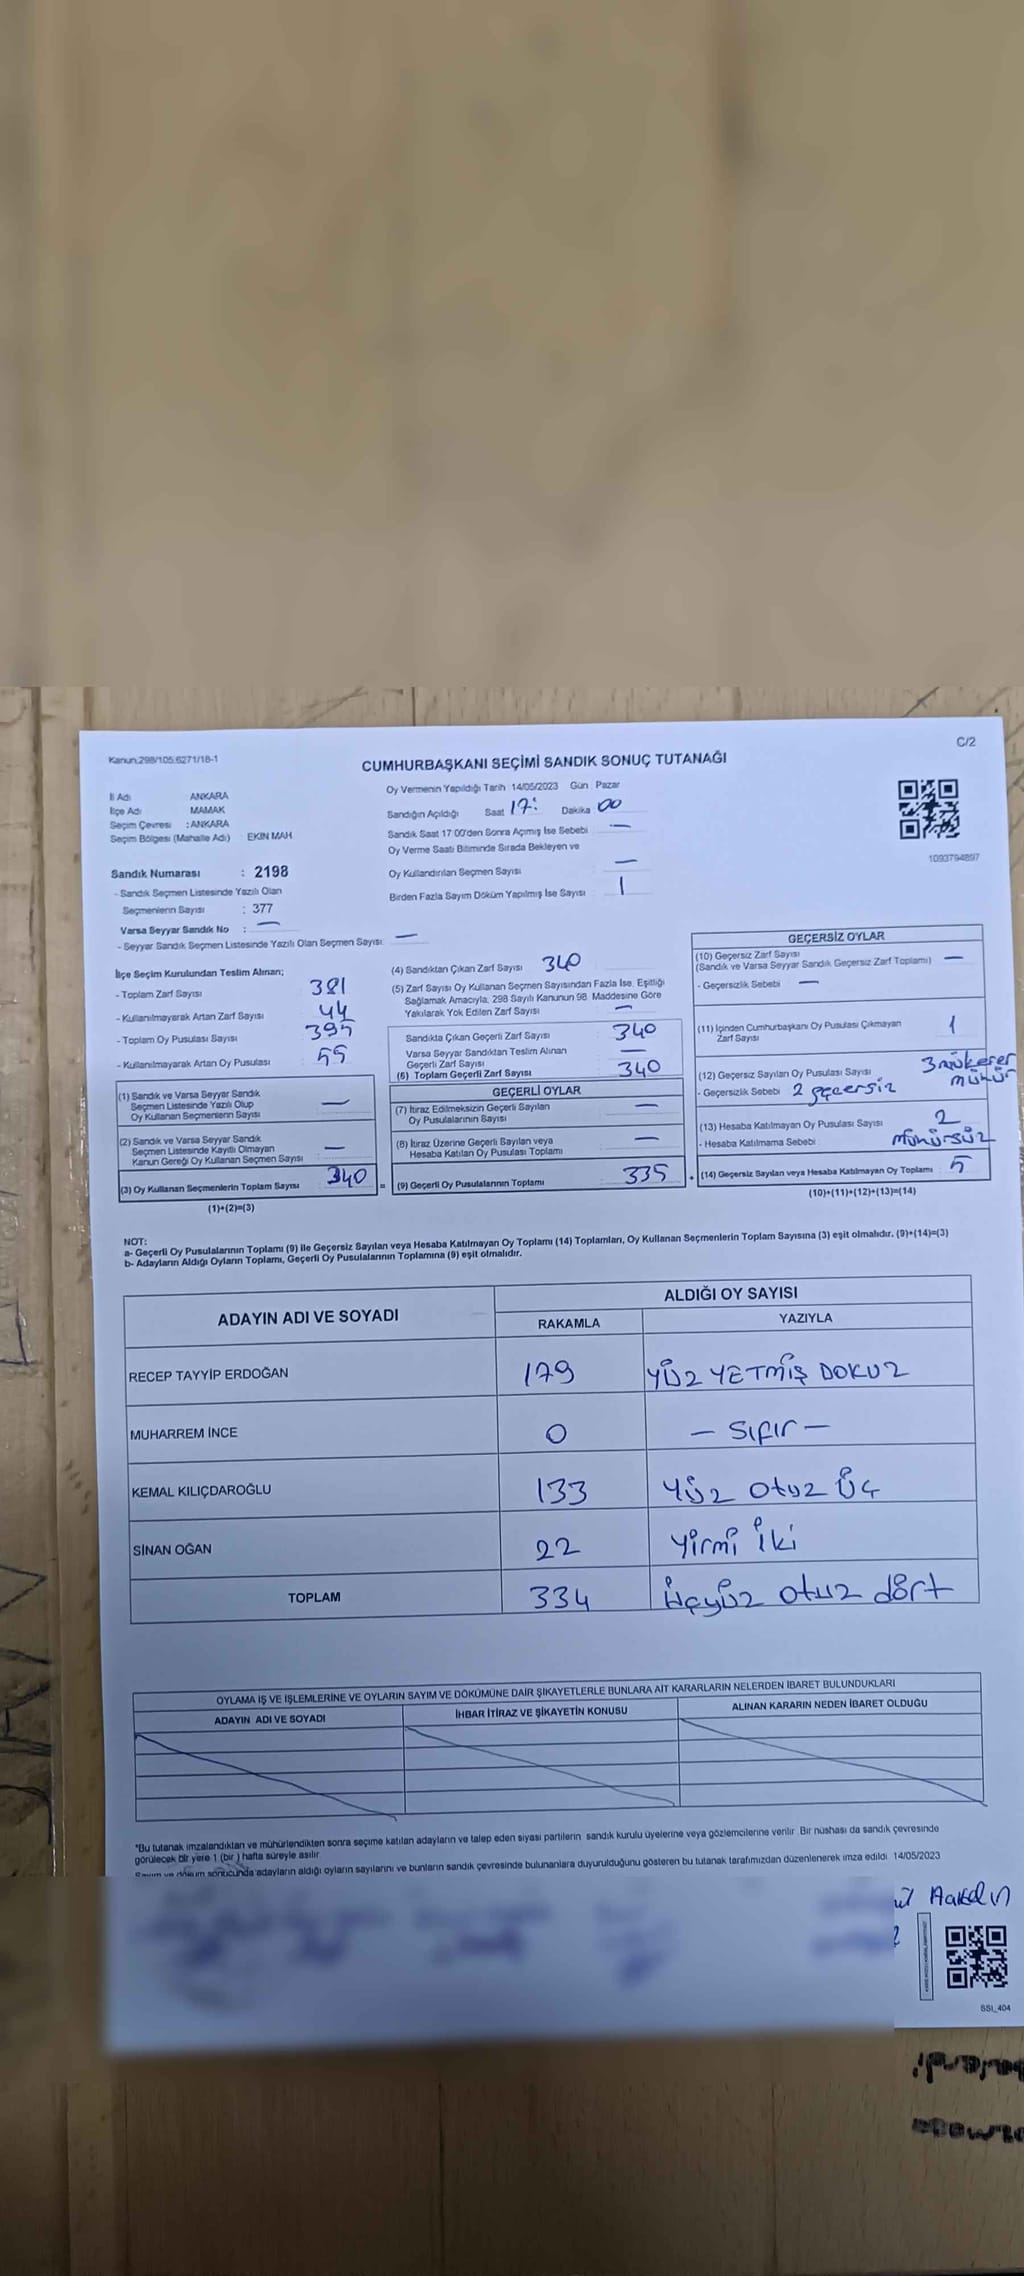 Kanun:298/105;6271/18-1
C/2
CUMHURBAŞKANI SEÇİMİ SANDIK SONUÇ TUTANAĞI
İl Adı ANKARA
İlçe Adı MAMAK
Seçim Çevresi : ANKARA
Seçim Bölgesi (Mahalle Adı) : EKİN MAH
Sandık Numarası : 2198
- Sandık Seçmen Listesinde Yazılı Olan
Seçmenlerin Sayısı : 377
Varsa Seyyar Sandık No : —
- Seyyar Sandık Seçmen Listesinde Yazılı Olan Seçmen Sayısı: —
Oy Vermenin Yapıldığı Tarih 14/05/2023 Gün Pazar
Sandığın Açıldığı Saat 17: Dakika 00
Sandık Saat 17 00'den Sonra Açımış İse Sebebi —
Oy Verme Saati Bitiminde Sırada Bekleyen ve
Oy Kullandırılan Seçmen Sayısı —
Birden Fazla Sayım Döküm Yapılmış İse Sayısı 1
1093794897
İlçe Seçim Kurulundan Teslim Alınan;
- Toplam Zarf Sayısı 381
- Kullanılmayarak Artan Zarf Sayısı 44
- Toplam Oy Pusulası Sayısı 395
- Kullanılmayarak Artan Oy Pusulası 55
(1) Sandık ve Varsa Seyyar Sandık
Seçmen Listesinde Yazılı Olup
Oy Kullanan Seçmenlerin Sayısı —
(2) Sandık ve Varsa Seyyar Sandık
Seçmen Listesinde Kayıtlı Olmayan
Kanun Gereği Oy Kullanan Seçmen Sayısı —
(3) Oy Kullanan Seçmenlerin Toplam Sayısı 340 =
(1)+(2)=(3)
(4) Sandıktan Çıkan Zarf Sayısı 340
(5) Zarf Sayısı Oy Kullanan Seçmen Sayısından Fazla İse, Eşitliği
Sağlamak Amacıyla, 298 Sayılı Kanunun 98. Maddesine Göre
Yakılarak Yok Edilen Zarf Sayısı —
Sandıkta Çıkan Geçerli Zarf Sayısı 340
Varsa Seyyar Sandıktan Teslim Alınan
Geçerli Zarf Sayısı —
(6) Toplam Geçerli Zarf Sayısı 340
GEÇERLİ OYLAR
(7) İtiraz Edilmeksizin Geçerli Sayılan
Oy Pusulalarının Sayısı —
(8) İtiraz Üzerine Geçerli Sayılan veya
Hesaba Katılan Oy Pusulası Toplamı —
(9) Geçerli Oy Pusulalarının Toplamı 335 +
GEÇERSİZ OYLAR
(10) Geçersiz Zarf Sayısı
(Sandık ve Varsa Seyyar Sandık Geçersiz Zarf Toplamı) —
- Geçersizlik Sebebi —
(11) İçinden Cumhurbaşkanı Oy Pusulası Çıkmayan
Zarf Sayısı 1
(12) Geçersiz Sayılan Oy Pusulası Sayısı 3 mükerer
mühür
- Geçersizlik Sebebi 2 geçersiz
(13) Hesaba Katılmayan Oy Pusulası Sayısı 2
- Hesaba Katılmama Sebebi : Mühürsüz
(14) Geçersiz Sayılan veya Hesaba Katılmayan Oy Toplamı 5
(10)+(11)+(12)+(13)=(14)
NOT:
a- Geçerli Oy Pusulalarının Toplamı (9) ile Geçersiz Sayılan veya Hesaba Katılmayan Oy Toplamı (14) Toplamları, Oy Kullanan Seçmenlerin Toplam Sayısına (3) eşit olmalıdır. (9)+(14)=(3)
b- Adayların Aldığı Oyların Toplamı, Geçerli Oy Pusulalarının Toplamına (9) eşit olmalıdır.
ADAYIN ADI VE SOYADI
ALDIĞI OY SAYISI
RAKAMLA YAZIYLA
RECEP TAYYİP ERDOĞAN 179 YÜZ YETMİŞ DOKUZ
MUHARREM İNCE 0 — Sıfır —
KEMAL KILIÇDAROĞLU 133 YÜZ Otuz Üç
SİNAN OĞAN 22 Yirmi İki
TOPLAM 334 Üçyüz otuz dört
OYLAMA İŞ VE İŞLEMLERİNE VE OYLARIN SAYIM VE DÖKÜMÜNE DAİR ŞİKAYETLERLE BUNLARA AİT KARARLARIN NELERDEN İBARET BULUNDUKLARI
ADAYIN ADI VE SOYADI İHBAR İTİRAZ VE ŞİKAYETİN KONUSU ALINAN KARARIN NEDEN İBARET OLDUĞU
*Bu tutanak imzalandıktan ve mühürlendikten sonra seçime katılan adayların ve talep eden siyasi partilerin sandık kurulu üyelerine veya gözlemcilerine verilir. Bir nüshası da sandık çevresinde
görülecek bir yere 1 (bir ) hafta süreyle asılır.
Sayım ve döküm sonucunda adayların aldığı oyların sayılarını ve bunların sandık çevresinde bulunanlara duyurulduğunu gösteren bu tutanak tarafımızdan düzenlenerek imza edildi. 14/05/2023
SSI_404